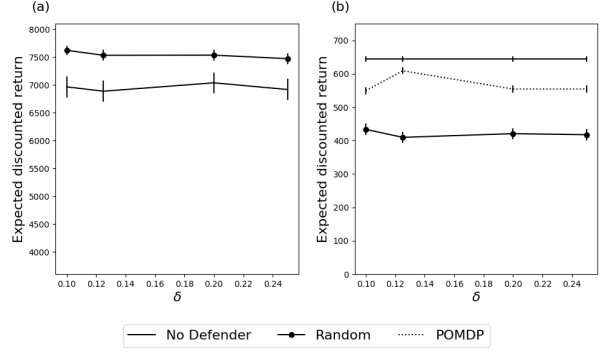 (a)
Expected discounted return
8000
7500
7000
6500
6000
5500
5000
4500
4000
0.10 0.12 0.14 0.16 0.18 0.20 0.22 0.24
δ
(b)
Expected discounted return
700
600
500
400
300
200
100
0
0.10 0.12 0.14 0.16 0.18 0.20 0.22 0.24
δ
No Defender Random POMDP